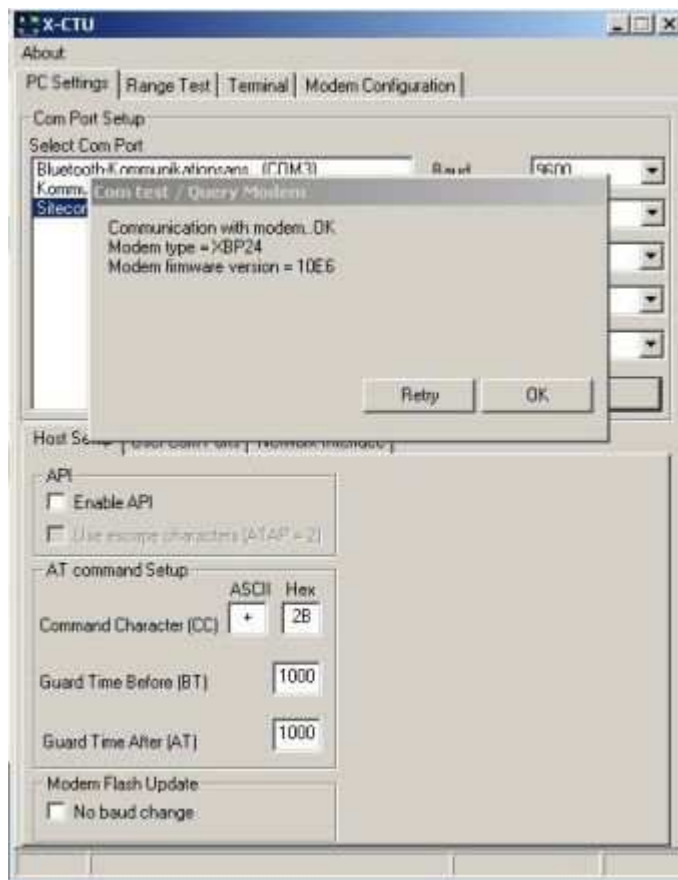 X-CTU
About
PC Settings Range Test Terminal Modem Configuration
Com Port Setup
Select Com Port
Bluetooth-Kommunikationsans... (COM3) Baud 9600
Com test / Query Modem
Communication with modem..OK
Modem type = XBP24
Modem firmware version = 10E6
Retry OK
Host
API
Enable API
Use escape characters (ATAP = 2)
AT command Setup
ASCII Hex
Command Character (CC) + 2B
Guard Time Before (BT) 1000
Guard Time After (AT) 1000
Modem Flash Update
No baud change